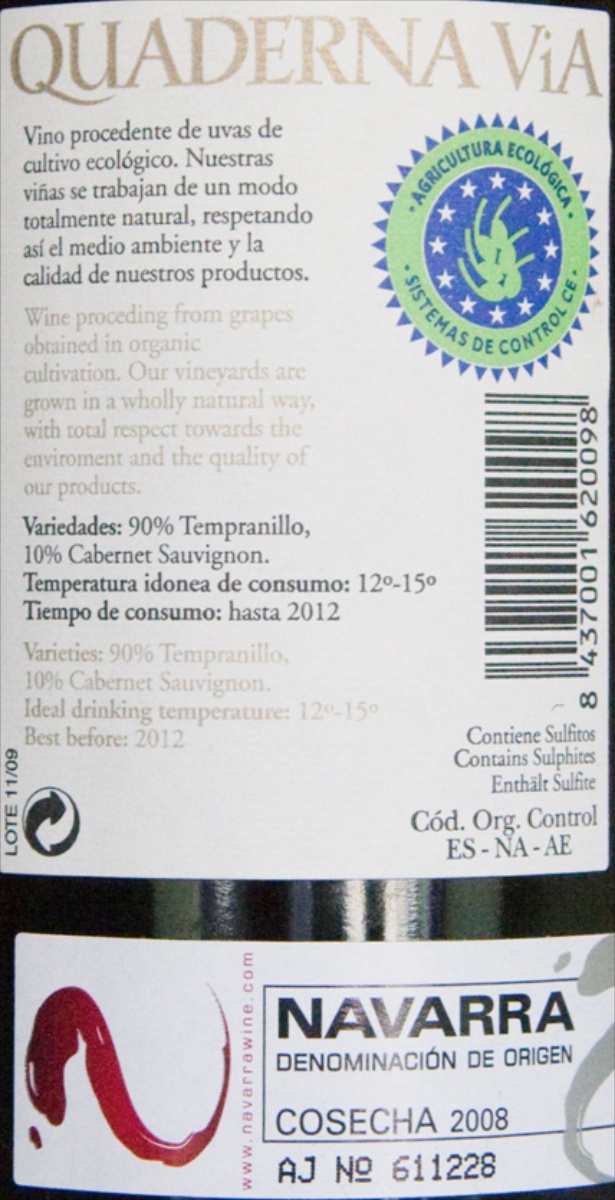 QUADERNA ViA
Vino procedente de uvas de
cultivo ecológico. Nuestras
viñas se trabajan de un modo
totalmente natural, respetando
así el medio ambiente y la
calidad de nuestros productos.
Wine proceding from grapes
obtained in organic
cultivation. Our vineyards are
grown in a wholly natural way,
with total respect towards the
enviroment and the quality of
our products.
Variedades: 90% Tempranillo,
10% Cabernet Sauvignon.
Temperatura idonea de consumo: 12º-15º
Tiempo de consumo: hasta 2012
Varieties: 90% Tempranillo,
10% Cabernet Sauvignon.
Ideal drinking temperature: 12º-15º
Best before: 2012
LOTE 11/09
· AGRICULTURA ECOLÓGICA ·
· SISTEMAS DE CONTROL CE ·
8 437001 620098
Contiene Sulfitos
Contains Sulphites
Enthält Sulfite
Cód. Org. Control
ES - NA - AE
www.navarrawine.com
NAVARRA
DENOMINACIÓN DE ORIGEN
COSECHA 2008
AJ Nº 611228